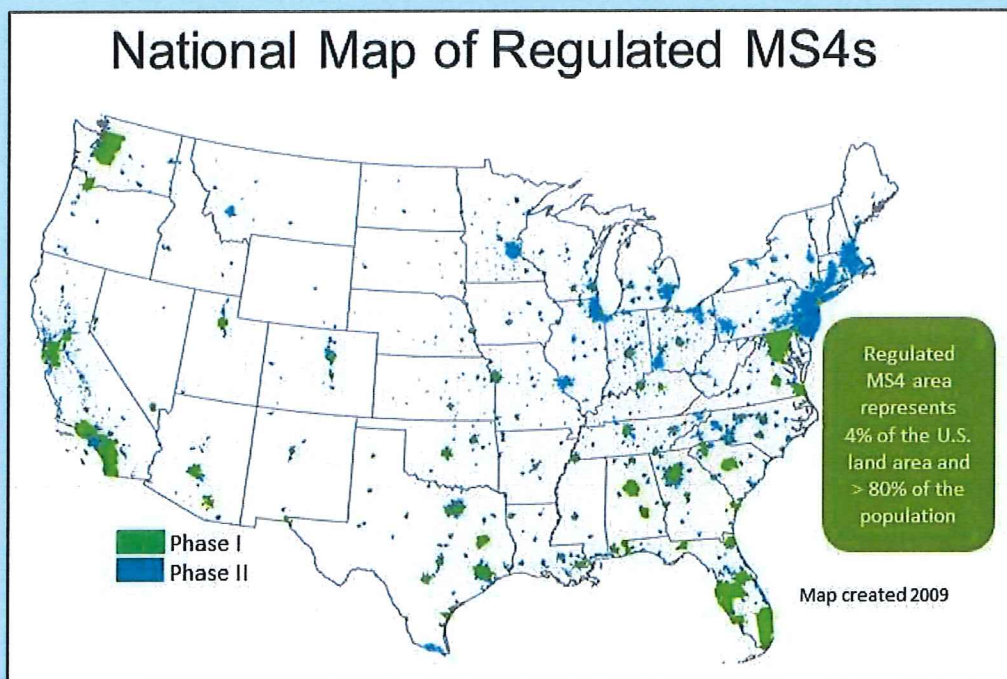 National Map of Regulated MS4s
Regulated
MS4 area
represents
4% of the U.S.
land area and
> 80% of the
population
Phase I
Phase II
Map created 2009